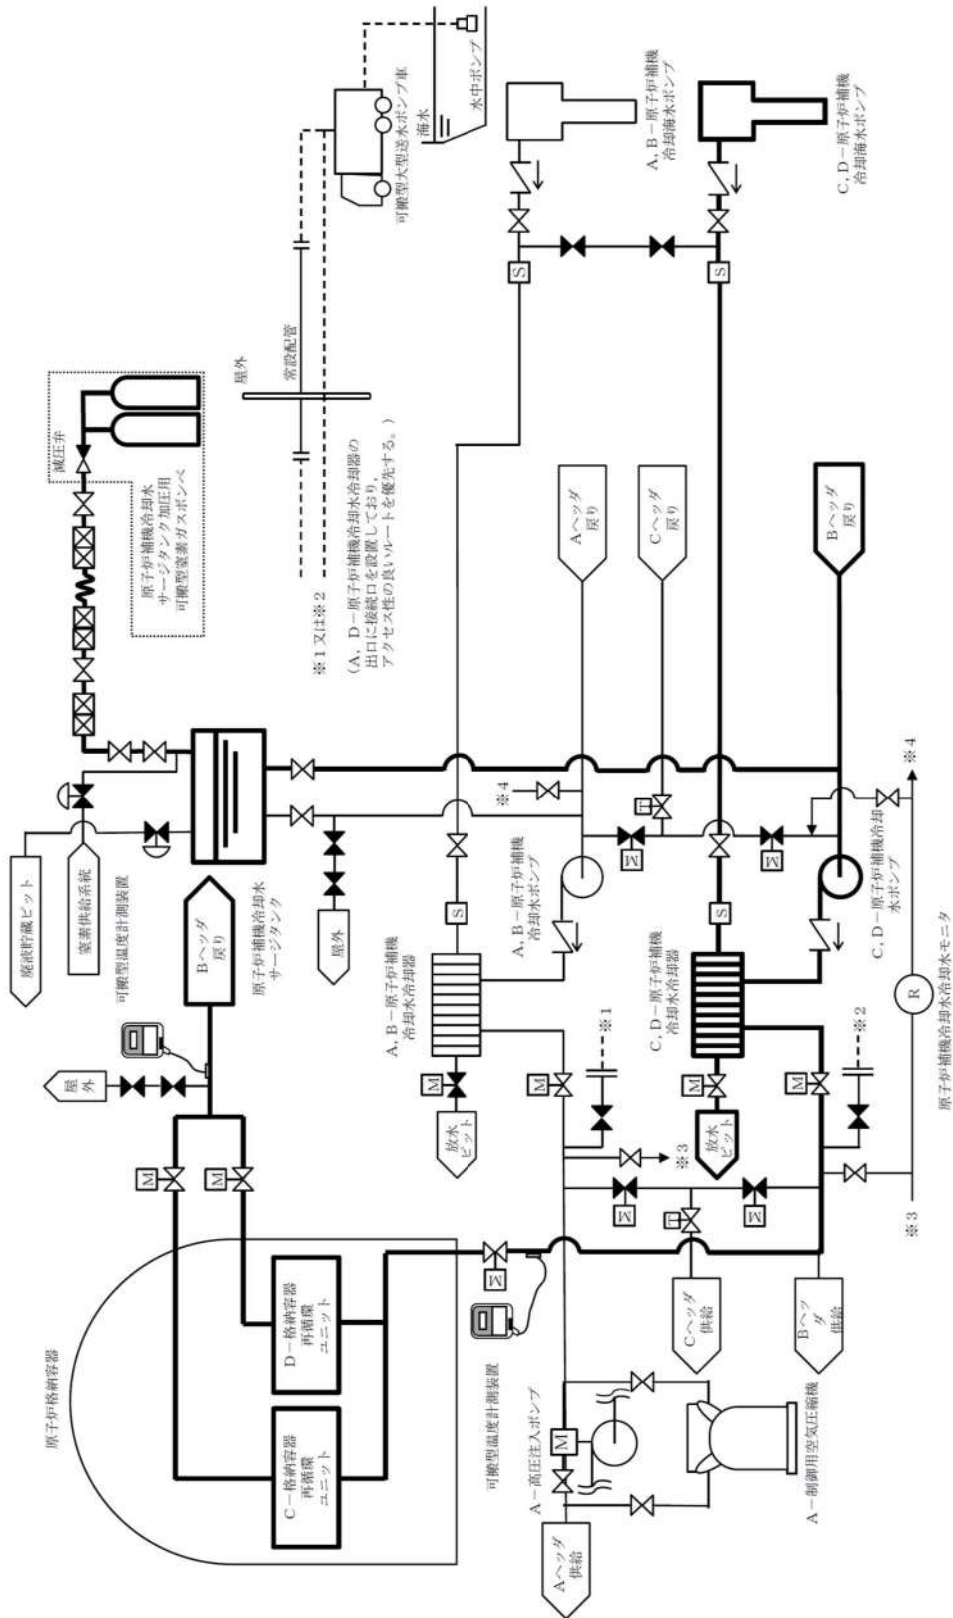 原子炉格納容器
C－格納容器
再循環
ユニット
D－格納容器
再循環
ユニット
M
M
屋外
可搬型温度計測装置
Bヘッダ
戻り
廃液貯蔵ピット
窒素供給系統
原子炉補機冷却水
サージタンク
屋外
減圧弁
原子炉補機冷却水
サージタンク加圧用
可搬型窒素ガスボンベ
屋外
常設配管
※1又は※2
(A，D－原子炉補機冷却水冷却器の
出口に接続口を設置しており，
アクセス性の良いルートを優先する。)
可搬型大型送水ポンプ車
海水
水中ポンプ
A，B－原子炉補機
冷却海水ポンプ
C，D－原子炉補機
冷却海水ポンプ
S
S
Aヘッダ
戻り
Cヘッダ
戻り
Bヘッダ
戻り
※4
T
M
M
A，B－原子炉補機
冷却水ポンプ
C，D－原子炉補機冷却
水ポンプ
※4
S
S
A，B－原子炉補機
冷却水冷却器
C，D－原子炉補機
冷却水冷却器
M
放水
ピット
M
※1
M
放水
ピット
M
※2
※3
M
M
T
R
原子炉補機冷却水冷却水モニタ
※3
M
可搬型温度計測装置
Cヘッダ
供給
Bヘッ
ダ
供給
A－高圧注入ポンプ
M
A－制御用空気圧縮機
Aヘッダ
供給